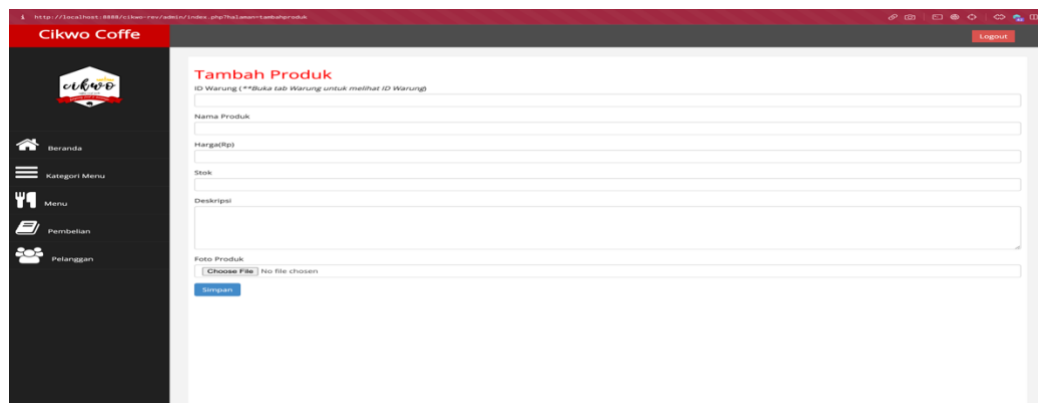 http://localhost:8888/cikwo-rev/admin/index.php?halaman=tambahproduk
Cikwo Coffe
Logout
cikwo
Beranda
Kategori Menu
Menu
Pembelian
Pelanggan
Tambah Produk
ID Warung (**Buka tab Warung untuk melihat ID Warung)
Nama Produk
Harga(Rp)
Stok
Deskripsi
Foto Produk
Choose File No file chosen
Simpan